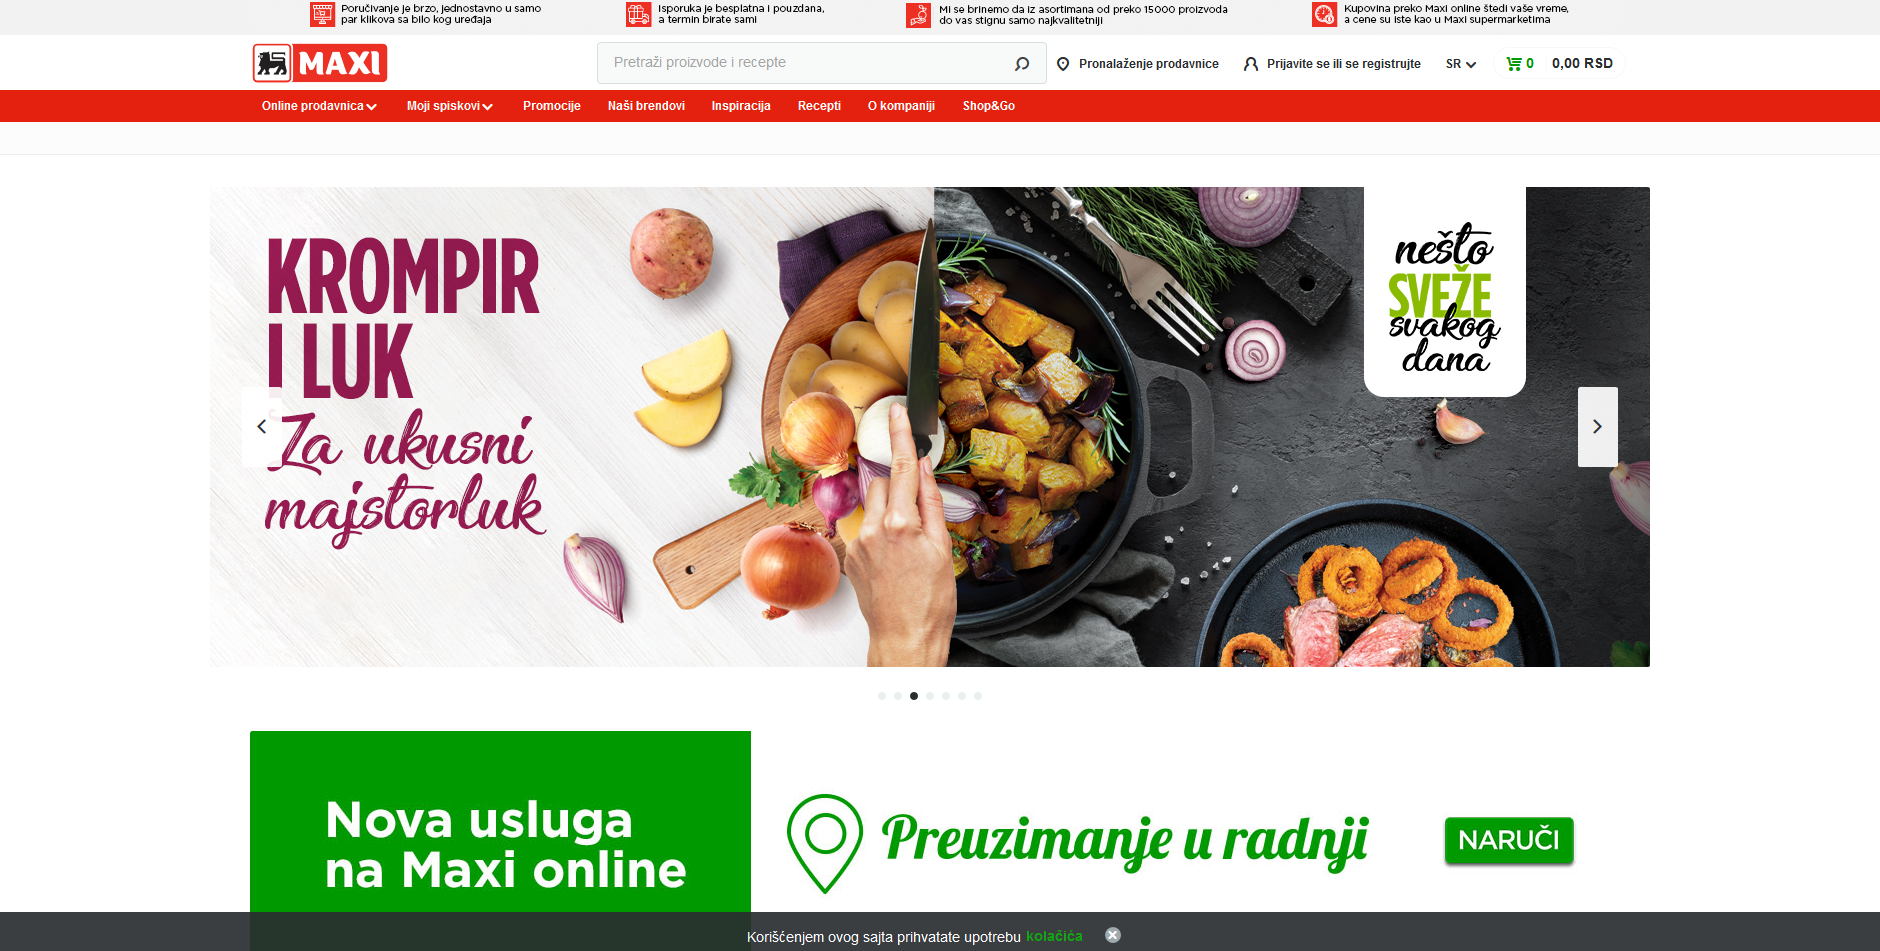 Poručivanje je brzo, jednostavno u samo
par klikova sa bilo kog uređaja
Isporuka je besplatna i pouzdana,
a termin birate sami
Mi se brinemo da iz asortimana od preko 15000 proizvoda
do vas stignu samo najkvalitetniji
Kupovina preko Maxi online štedi vaše vreme,
a cene su iste kao u Maxi supermarketima
MAXI
Pretraži proizvode i recepte
Pronalaženje prodavnice
Prijavite se ili se registrujte
SR
0
0,00 RSD
Online prodavnica
Moji spiskovi
Promocije
Naši brendovi
Inspiracija
Recepti
O kompaniji
Shop&Go
KROMPIR
I LUK
Za ukusni
majstorluk
nešto
SVEŽE
svakog
dana
Nova usluga
na Maxi online
Preuzimanje u radnji
NARUČI
Korišćenjem ovog sajta prihvatate upotrebu kolačića